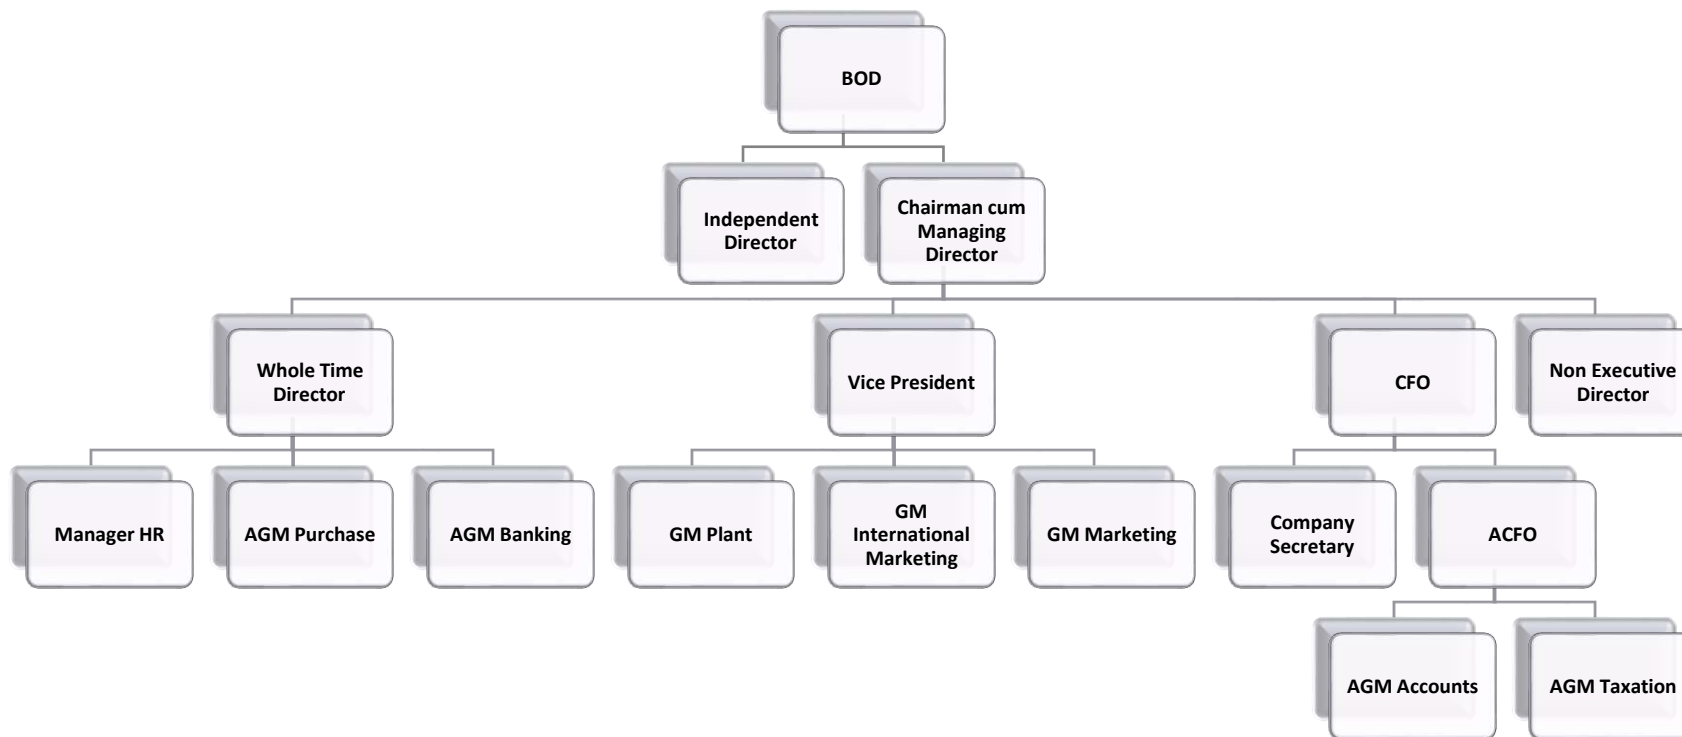 BOD
Independent
Director
Chairman cum
Managing
Director
Whole Time
Director
Vice President
CFO
Non Executive
Director
Manager HR
AGM Purchase
AGM Banking
GM Plant
GM
International
Marketing
GM Marketing
Company
Secretary
ACFO
AGM Accounts
AGM Taxation